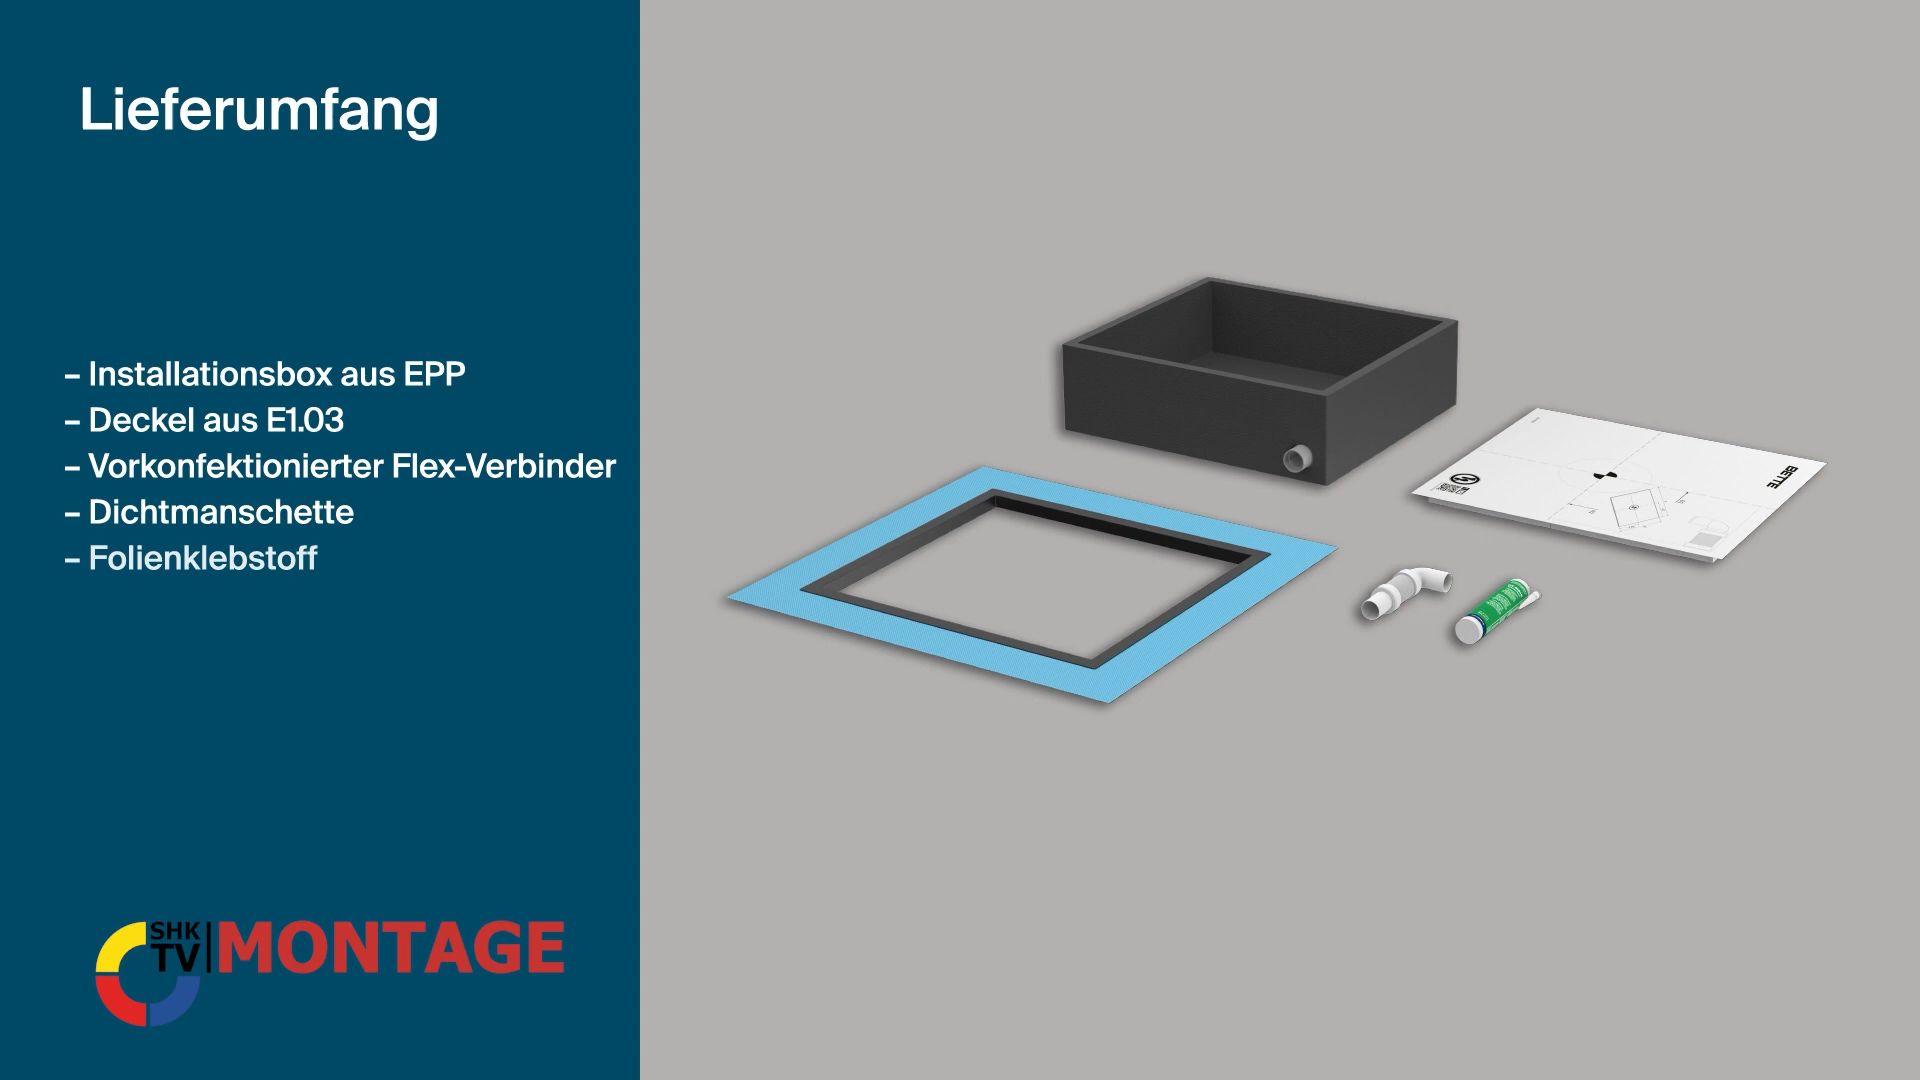 Lieferumfang
– Installationsbox aus EPP
– Deckel aus E1.03
– Vorkonfektionierter Flex-Verbinder
– Dichtmanschette
– Folienklebstoff
BETTE
SHK
TV
MONTAGE